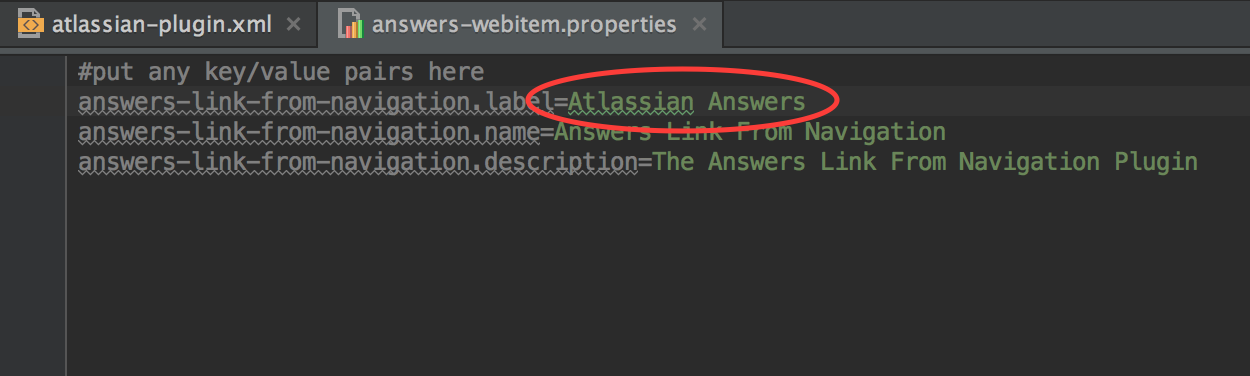 atlassian-plugin.xml answers-webitem.properties
#put any key/value pairs here
answers-link-from-navigation.label=Atlassian Answers
answers-link-from-navigation.name=Answers Link From Navigation
answers-link-from-navigation.description=The Answers Link From Navigation Plugin